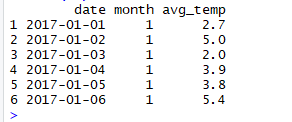 date month avg_temp
1 2017-01-01 1 2.7
2 2017-01-02 1 5.0
3 2017-01-03 1 2.0
4 2017-01-04 1 3.9
5 2017-01-05 1 3.8
6 2017-01-06 1 5.4
>